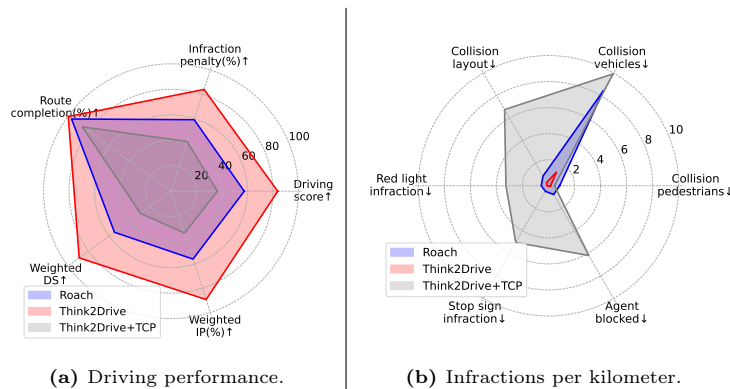 Infraction
penalty(%)↑
Route
completion(%)↑
100
80
60
40
20
Driving
score↑
Weighted
DS↑
Weighted
IP(%)↑
Roach
Think2Drive
Think2Drive+TCP
(a) Driving performance.
Collision
layout↓
Collision
vehicles↓
10
8
6
4
2
Red light
infraction↓
Collision
pedestrians↓
Roach
Think2Drive
Think2Drive+TCP
Stop sign
infraction↓
Agent
blocked↓
(b) Infractions per kilometer.